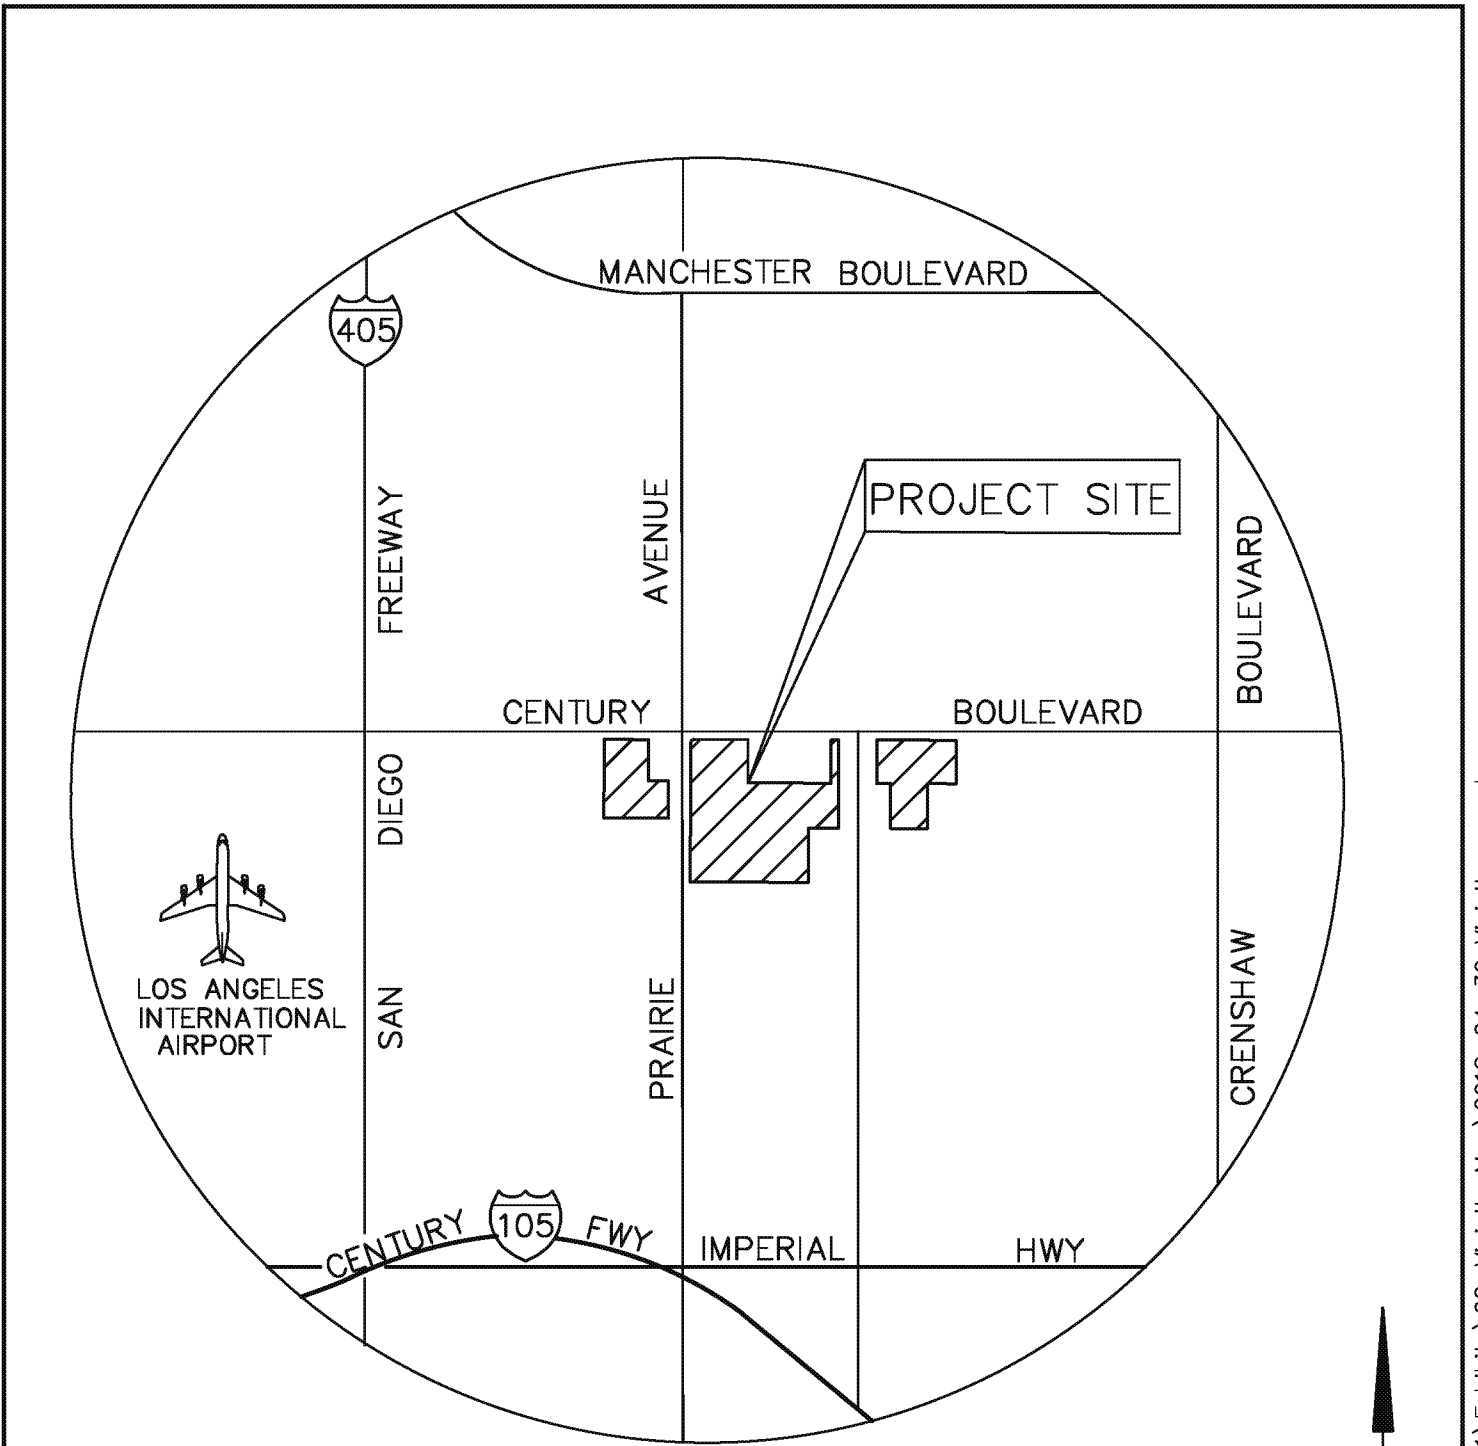 MANCHESTER BOULEVARD
405
PROJECT SITE
FREEWAY
AVENUE
BOULEVARD
CENTURY
BOULEVARD
DIEGO
LOS ANGELES
INTERNATIONAL
AIRPORT
SAN
PRAIRIE
CRENSHAW
CENTURY
105
FWY
IMPERIAL
HWY